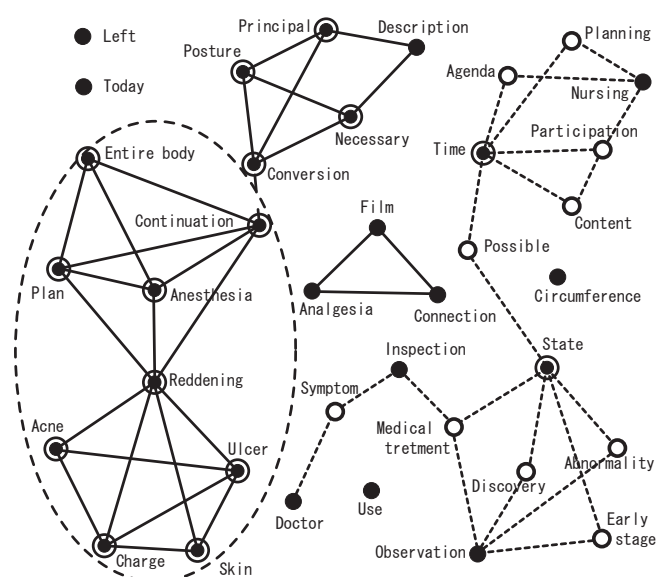 Left
Today
Principal
Description
Posture
Necessary
Conversion
Planning
Agenda
Nursing
Participation
Time
Content
Possible
Circumference
Entire body
Continuation
Plan
Anesthesia
Reddening
Film
Analgesia
Connection
Inspection
Symptom
State
Medical
tretment
Acne
Ulcer
Discovery
Abnormality
Doctor
Use
Early
stage
Observation
Charge
Skin